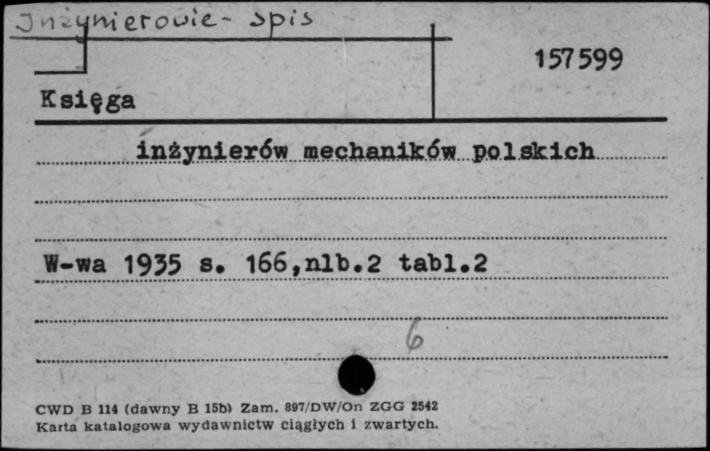 Inżynierowie - spis
157599
Księga
inżynierów mechaników polskich
W-wa 1935 s. 166,nlb.2 tabl.2
6
CWD B 114 (dawny B 15b) Zam. 897/DW/On ZGG 2542
Karta katalogowa wydawnictw ciągłych i zwartych.